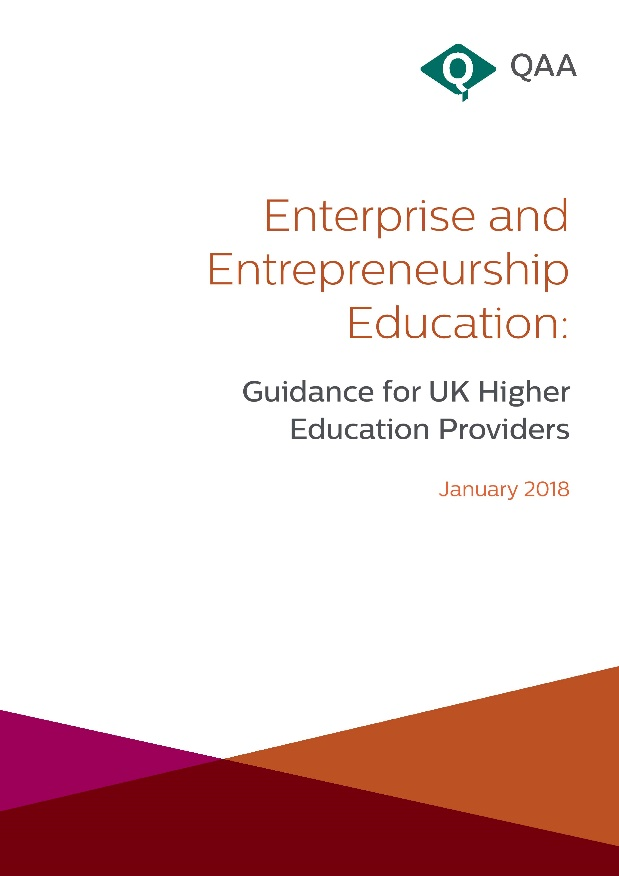 QAA
Enterprise and
Entrepreneurship
Education:
Guidance for UK Higher
Education Providers
January 2018